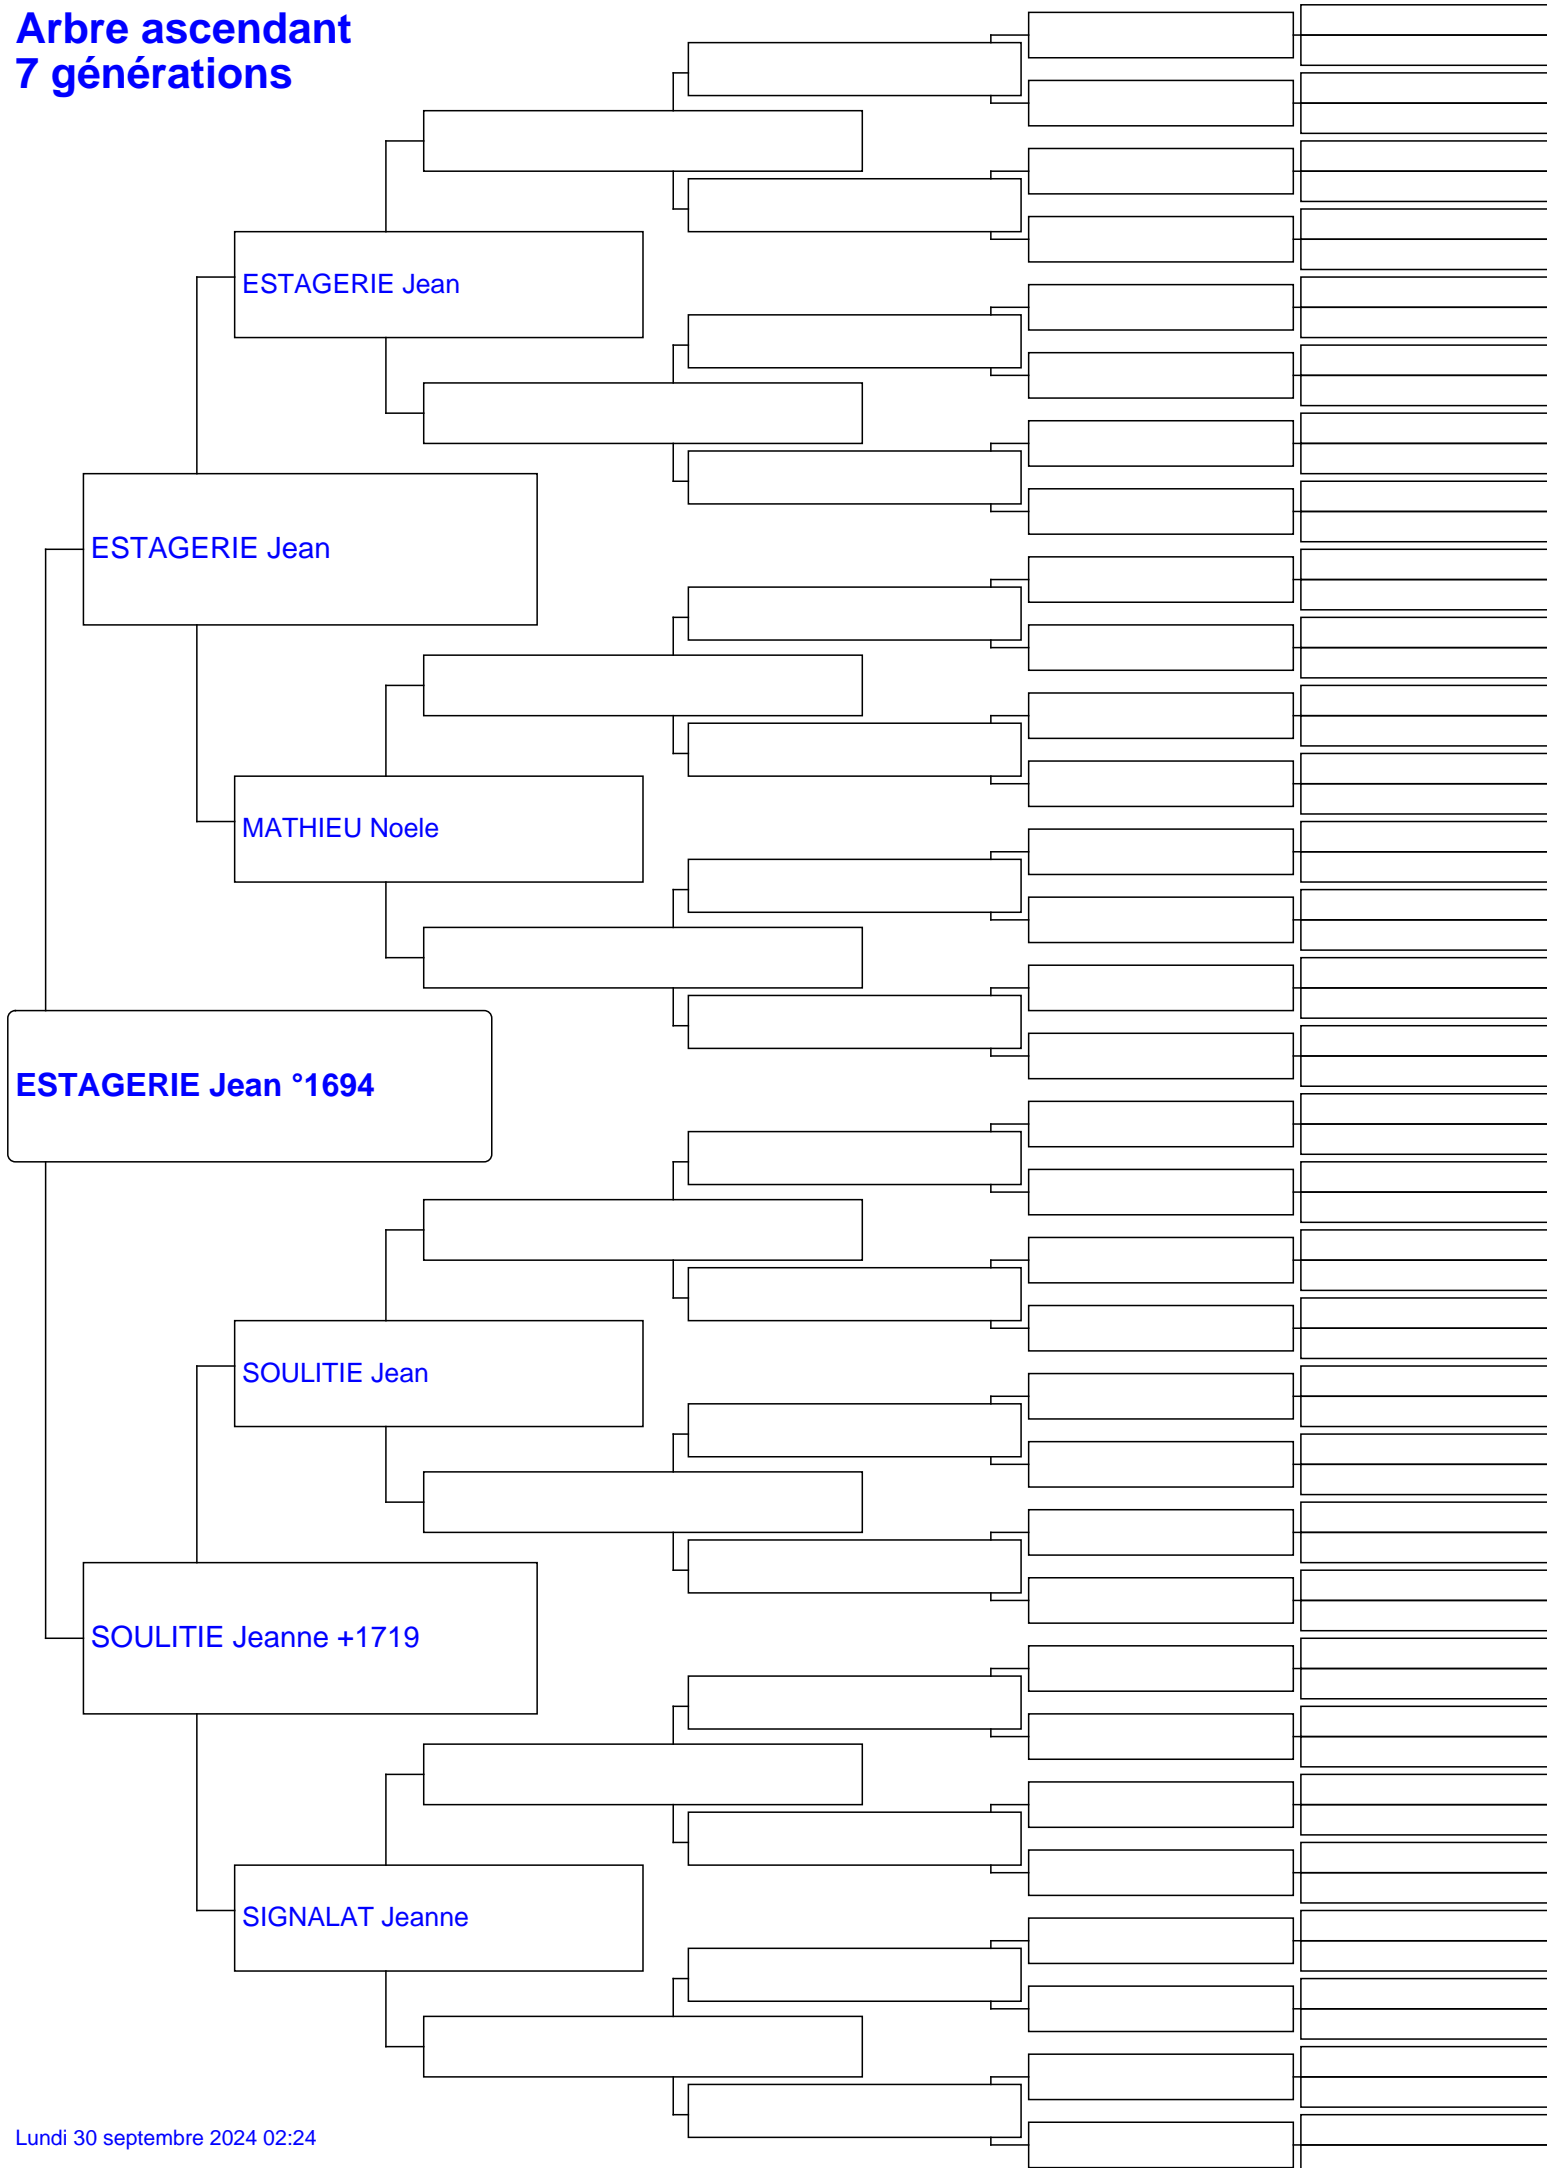 Arbre ascendant
7 générations
ESTAGERIE Jean
ESTAGERIE Jean
MATHIEU Noele
ESTAGERIE Jean °1694
SOULITIE Jean
SOULITIE Jeanne +1719
SIGNALAT Jeanne
Lundi 30 septembre 2024 02:24